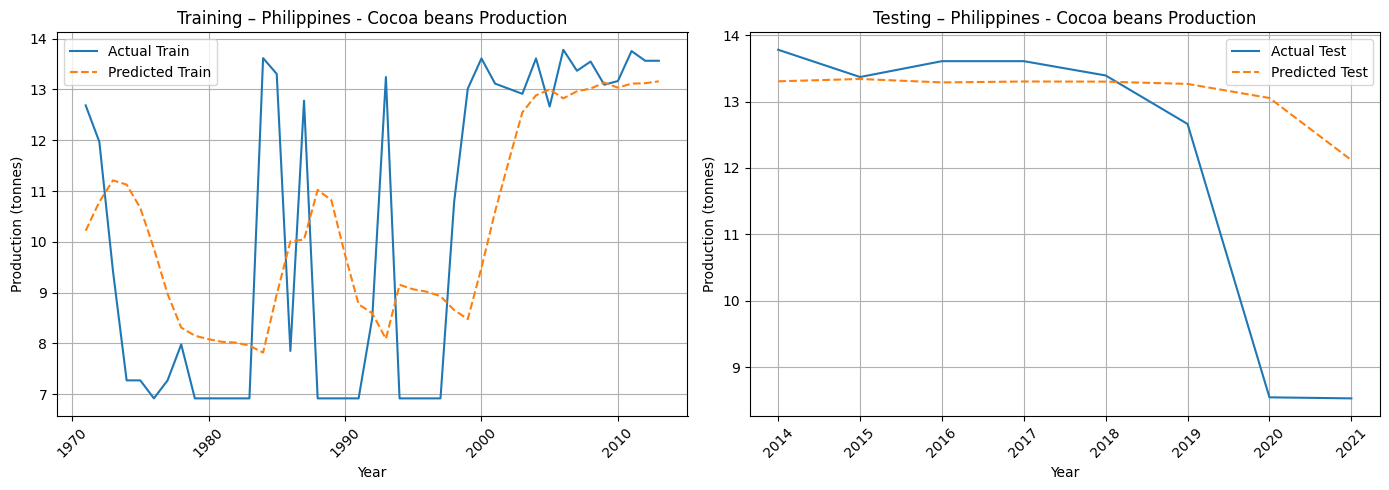 Training – Philippines - Cocoa beans Production
Actual Train
Predicted Train
Production (tonnes)
14
13
12
11
10
9
8
7
1970
1980
1990
2000
2010
Year
Testing – Philippines - Cocoa beans Production
Actual Test
Predicted Test
Production (tonnes)
14
13
12
11
10
9
2014
2015
2016
2017
2018
2019
2020
2021
Year